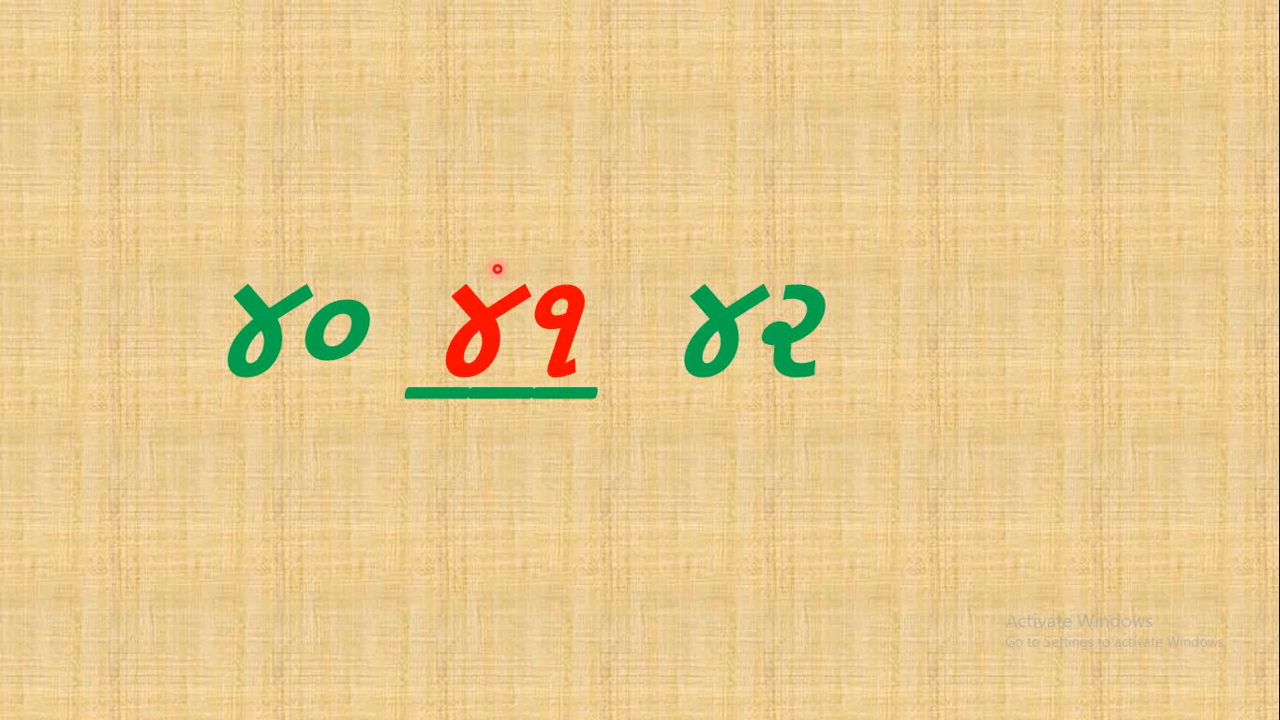 ૪૦ ૪૧ ૪૨
Activate Windows
Go to Settings to activate Windows.